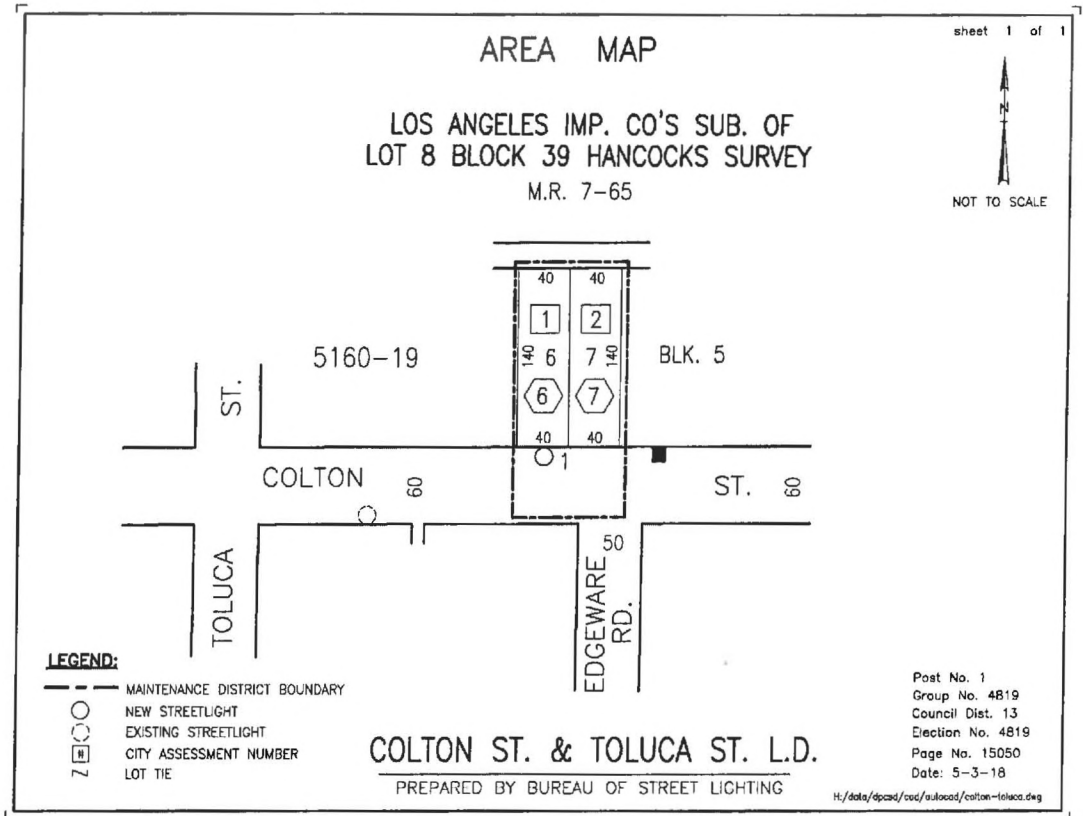 sheet 1 of 1
AREA MAP
LOS ANGELES IMP. CO'S SUB. OF
LOT 8 BLOCK 39 HANCOCKS SURVEY
M.R. 7-65
N
NOT TO SCALE
40 40
1 2
5160-19
140 6 7 140
BLK. 5
6 7
40 40
1
ST.
COLTON
60
ST.
60
TOLUCA
50
EDGEWARE
RD.
LEGEND:
MAINTENANCE DISTRICT BOUNDARY
NEW STREETLIGHT
EXISTING STREETLIGHT
# CITY ASSESSMENT NUMBER
LOT TIE
COLTON ST. & TOLUCA ST. L.D.
PREPARED BY BUREAU OF STREET LIGHTING
Post No. 1
Group No. 4819
Council Dist. 13
Election No. 4819
Page No. 15050
Date: 5-3-18
H:/data/dpcad/cad/autocad/colton-toluca.dwg